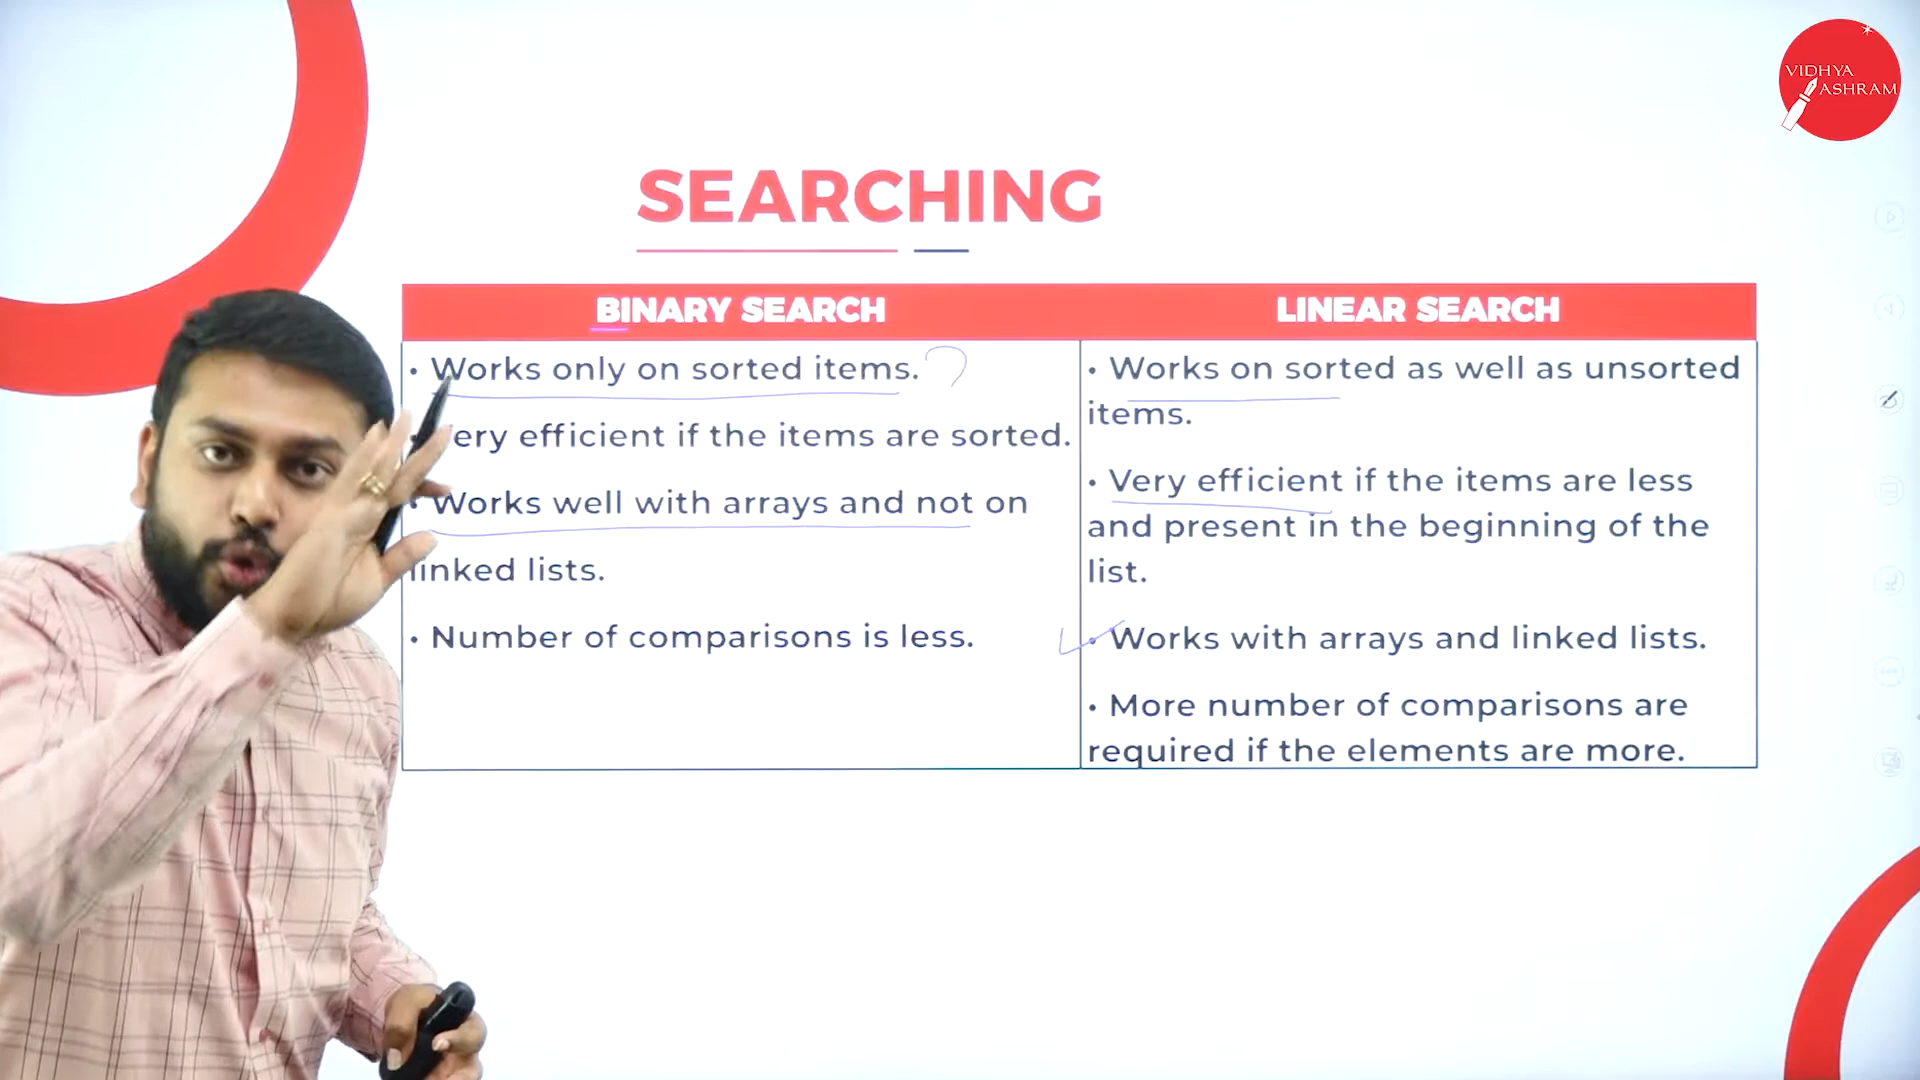 VIDHYA
ASHRAM
SEARCHING
BINARY SEARCH
• Works only on sorted items.
ery efficient if the items are sorted.
• Works well with arrays and not on
linked lists.
• Number of comparisons is less.
LINEAR SEARCH
• Works on sorted as well as unsorted
items.
• Very efficient if the items are less
and present in the beginning of the
list.
• Works with arrays and linked lists.
• More number of comparisons are
required if the elements are more.